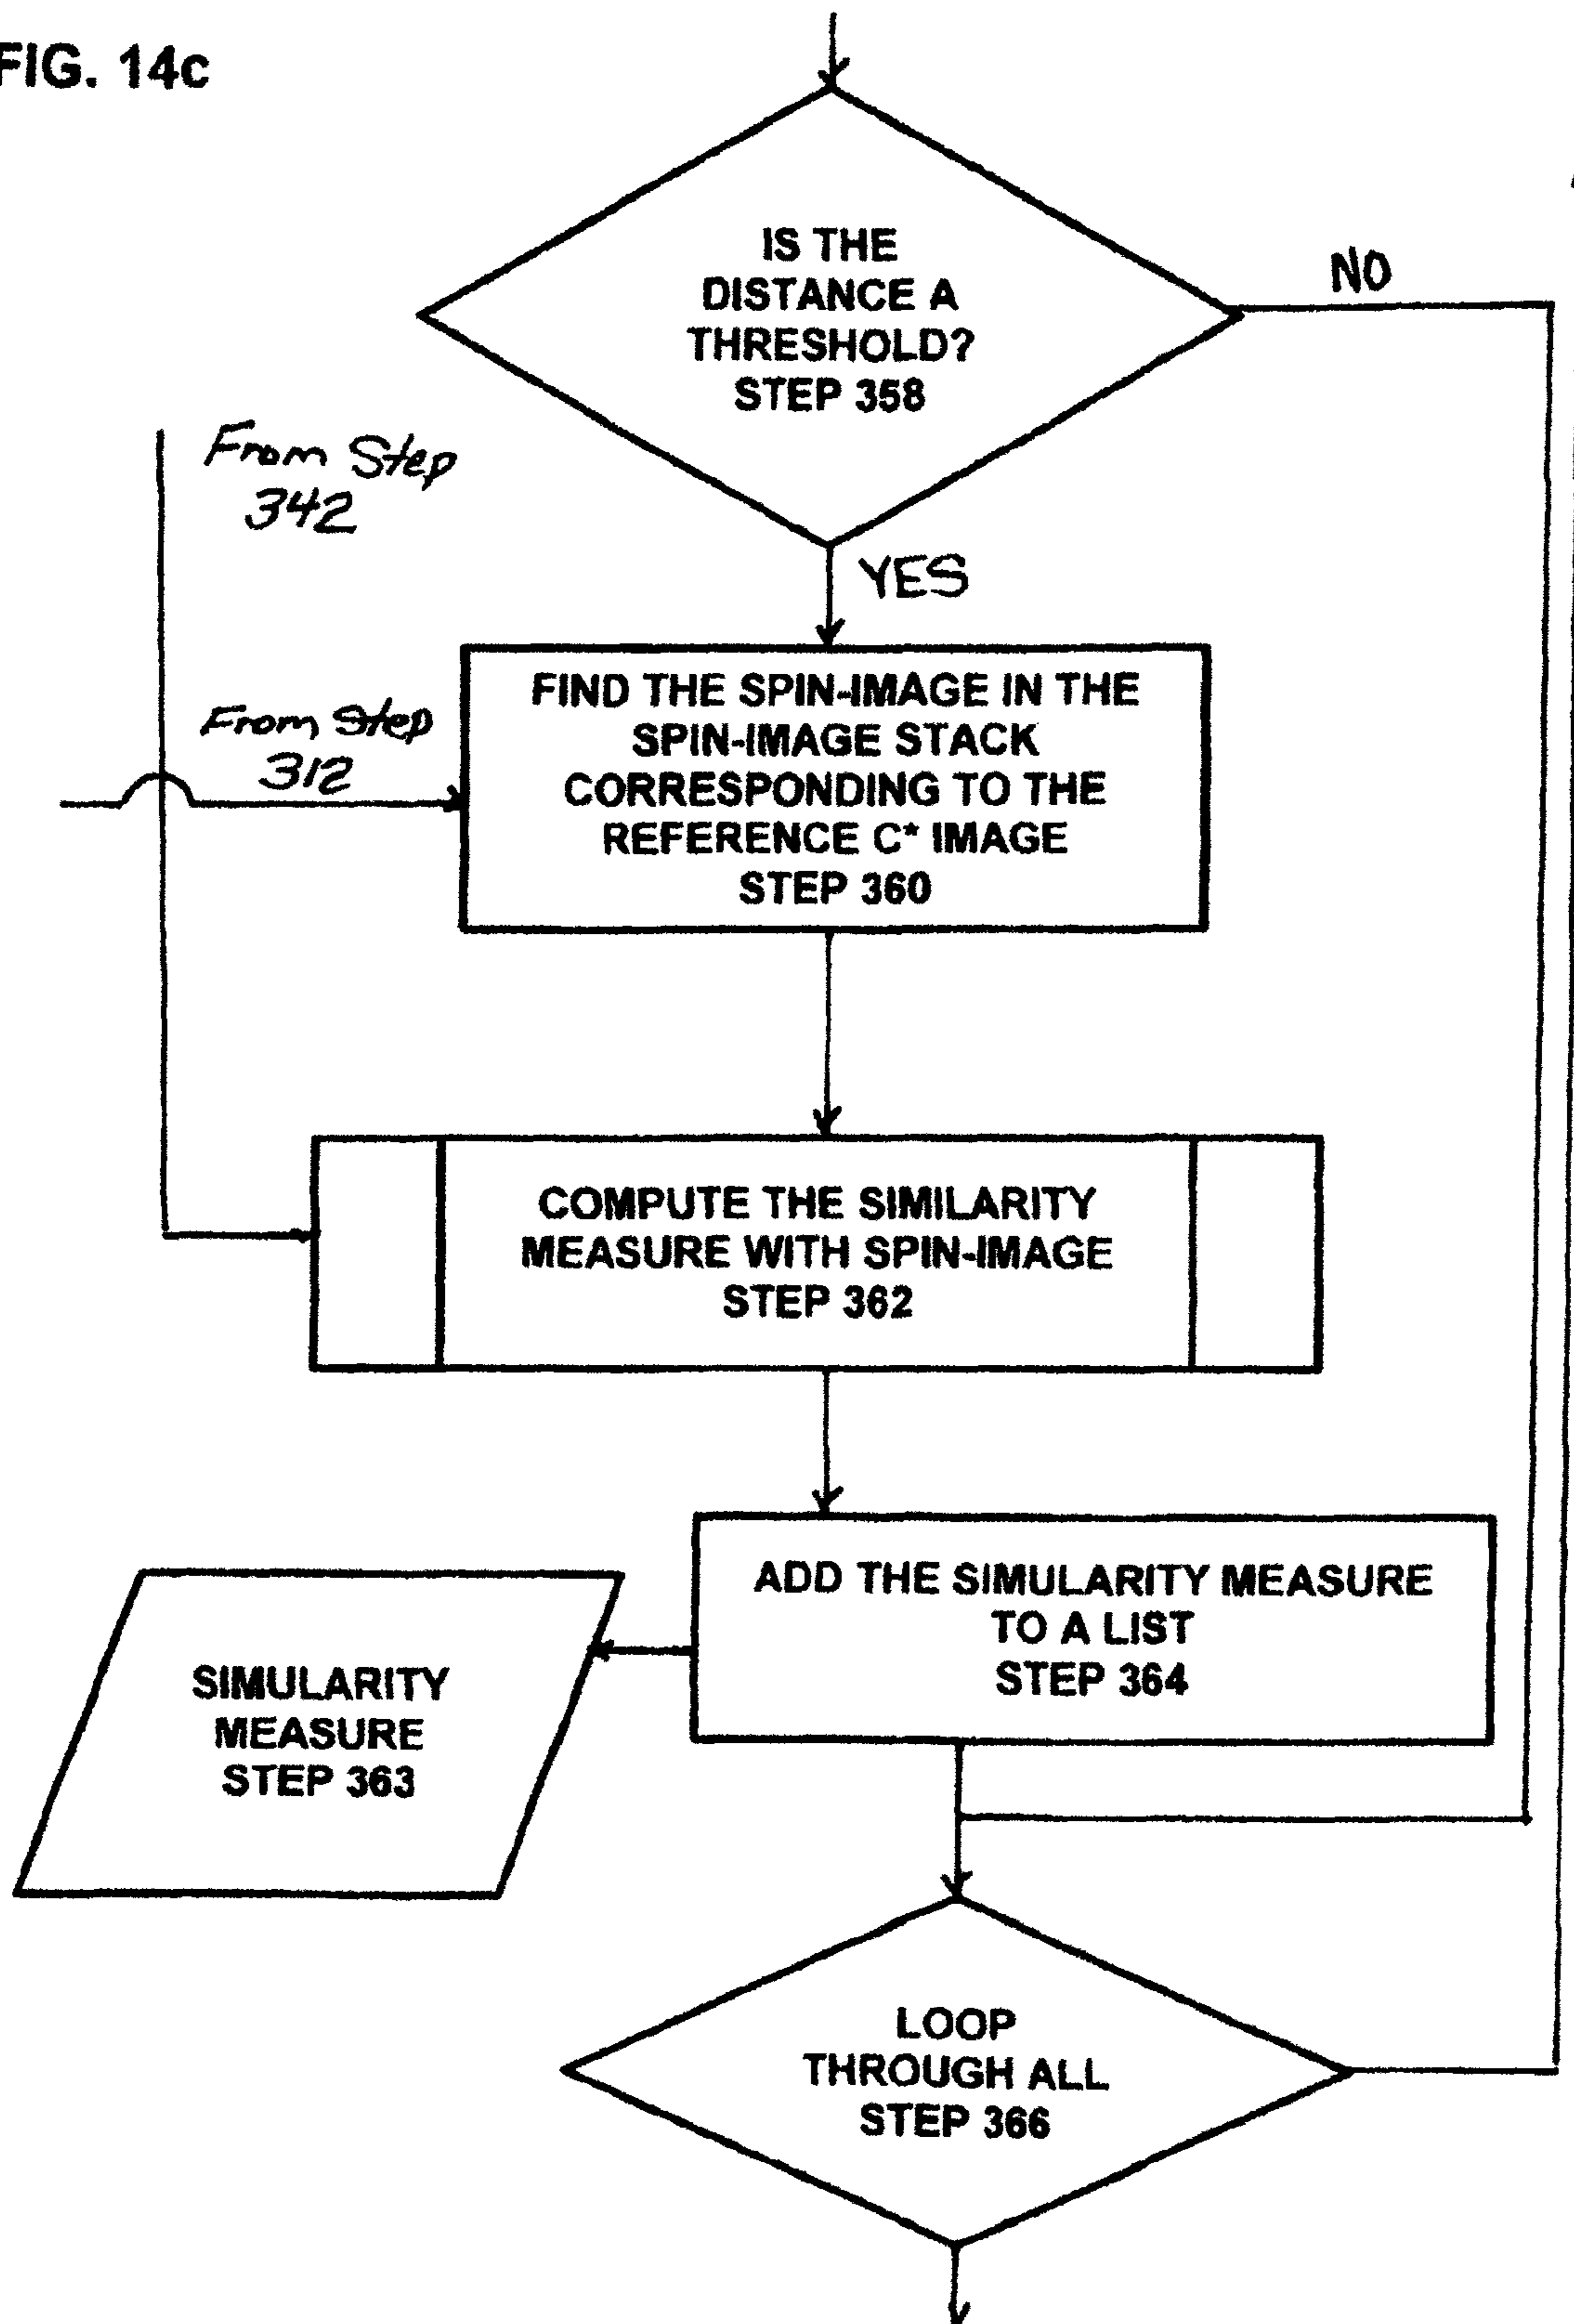 FIG. 14c
IS THE
DISTANCE A
THRESHOLD?
STEP 358
NO
From Step
342
YES
From Step
312
FIND THE SPIN-IMAGE IN THE
SPIN-IMAGE STACK
CORRESPONDING TO THE
REFERENCE C* IMAGE
STEP 360
COMPUTE THE SIMILARITY
MEASURE WITH SPIN-IMAGE
STEP 362
ADD THE SIMULARITY MEASURE
TO A LIST
STEP 364
SIMULARITY
MEASURE
STEP 363
LOOP
THROUGH ALL
STEP 366